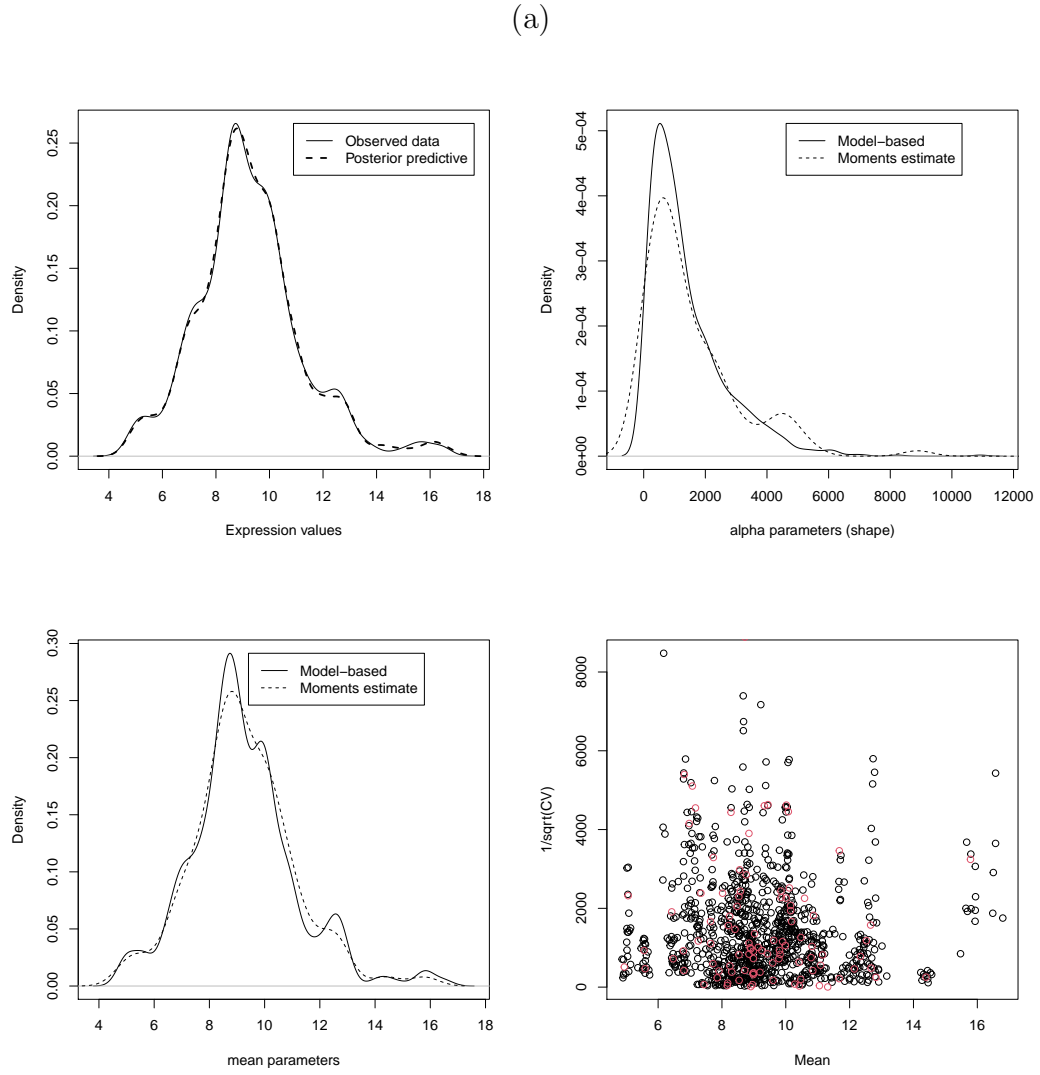 (a)
Observed data
Posterior predictive
Density
0.00 0.05 0.10 0.15 0.20 0.25
4 6 8 10 12 14 16 18
Expression values
Model−based
Moments estimate
Density
0e+00 1e−04 2e−04 3e−04 4e−04 5e−04
0 2000 4000 6000 8000 10000 12000
alpha parameters (shape)
Model−based
Moments estimate
Density
0.00 0.05 0.10 0.15 0.20 0.25 0.30
4 6 8 10 12 14 16 18
mean parameters
1/sqrt(CV)
0 2000 4000 6000 8000
6 8 10 12 14 16
Mean